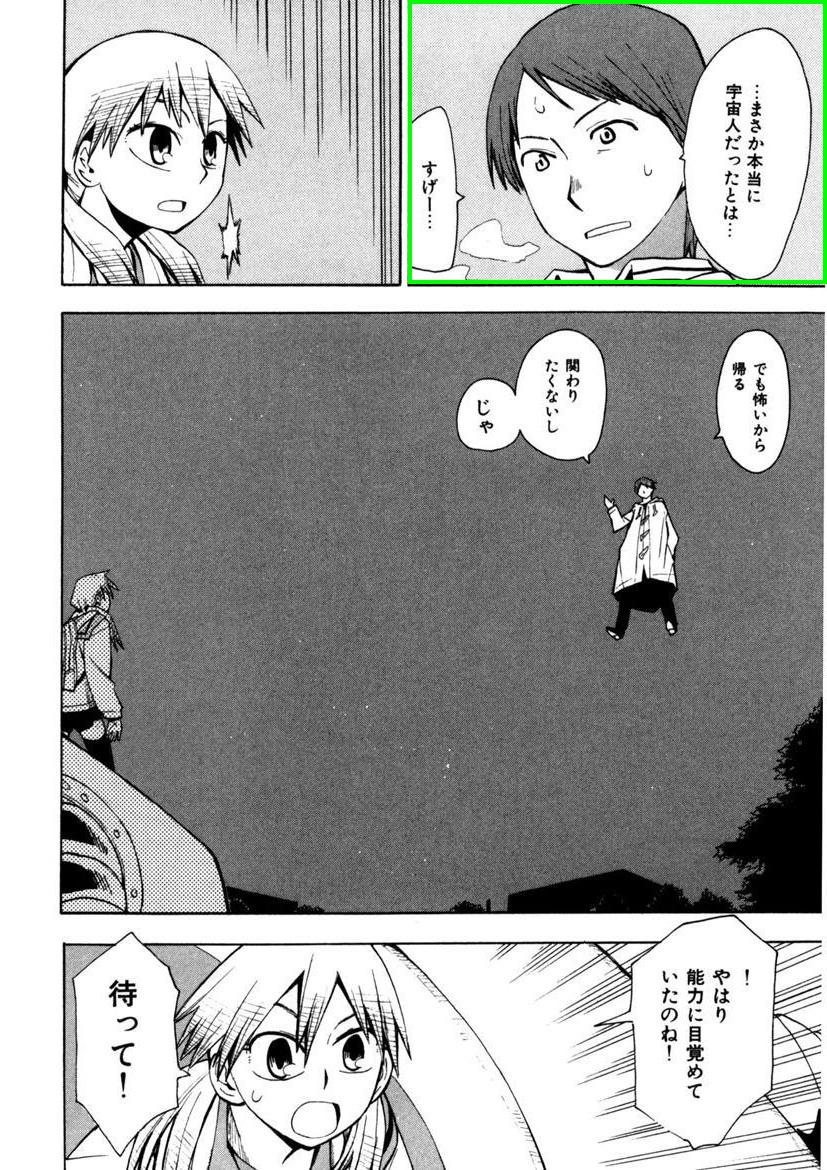 …まさか本当に
宇宙人だったとは…
すげー…
でも怖いから
帰る
関わり
たくないし
じゃ
！
やはり
能力に目覚めて
いたのね！
待って！